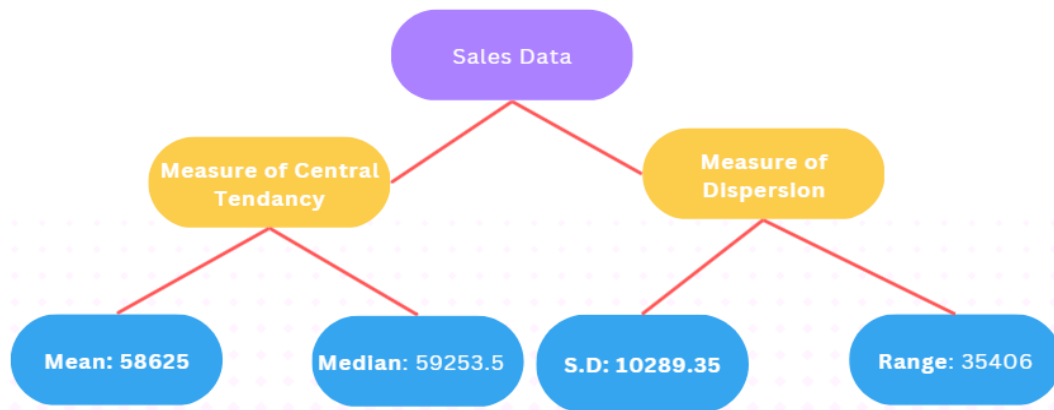 Sales Data
Measure of Central
Tendancy
Measure of
Dispersion
Mean: 58625
Median: 59253.5
S.D: 10289.35
Range: 35406